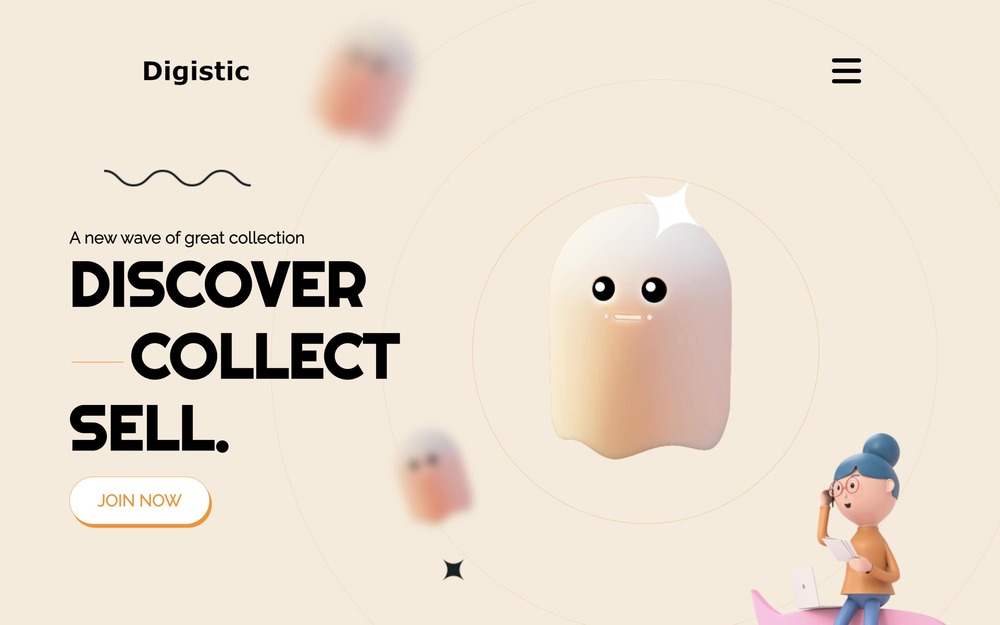 Digistic
A new wave of great collection
DISCOVER
COLLECT
SELL.
JOIN NOW